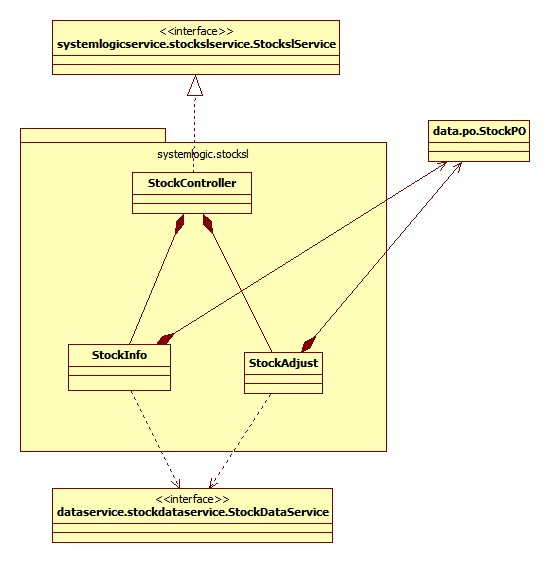 <<interface>>
systemlogicservice.stockslservice.StockslService
data.po.StockPO
systemlogic.stocksl
StockController
StockInfo
StockAdjust
<<interface>>
dataservice.stockdataservice.StockDataService